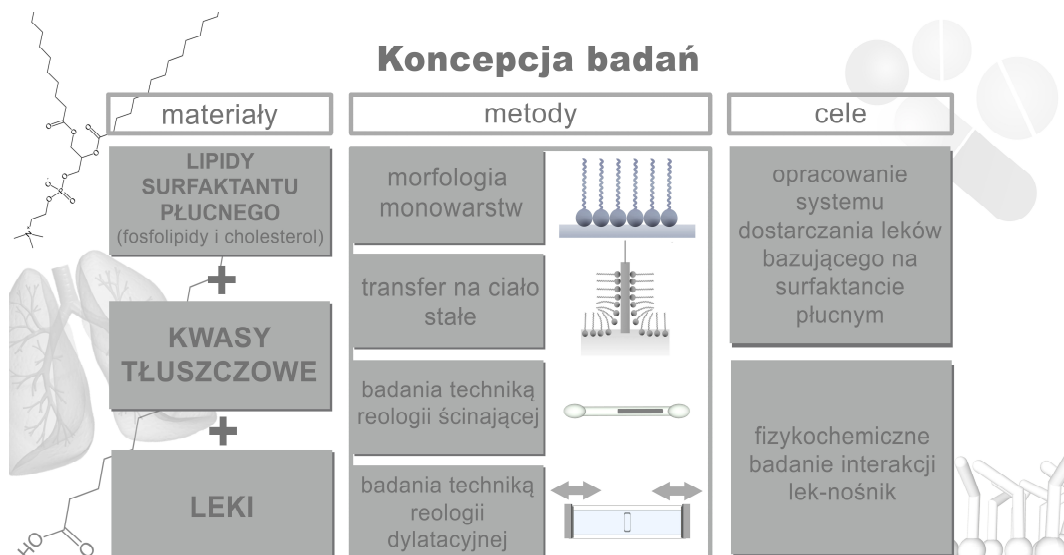 Koncepcja badań
materiały
LIPIDY
SURFAKTANTU
PŁUCNEGO
(fosfolipidy i cholesterol)
+
KWASY
TŁUSZCZOWE
+
LEKI
metody
morfologia
monowarstw
transfer na ciało
stałe
badania techniką
reologii ścinającej
badania techniką
reologii
dylatacyjnej
cele
opracowanie
systemu
dostarczania leków
bazującego na
surfaktancie
płucnym
fizykochemiczne
badanie interakcji
lek-nośnik
O
O
O
O
O
P
O
O
N
HO
O